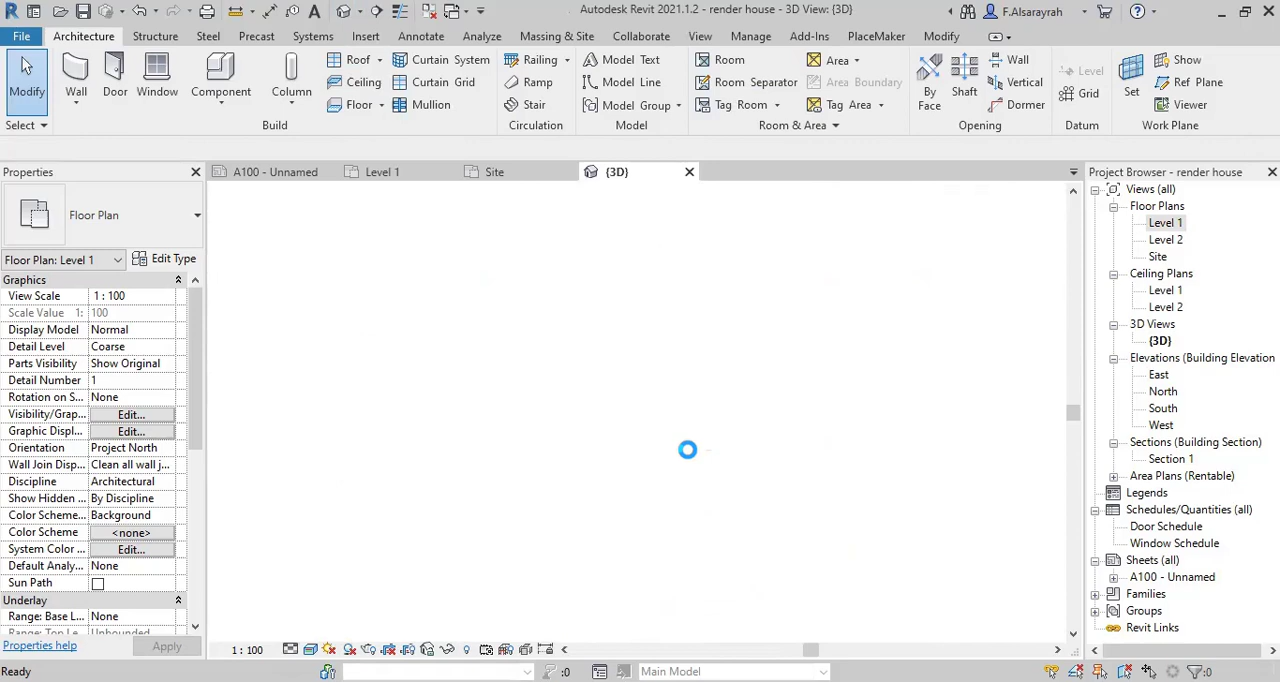 Autodesk Revit 2021.1.2 - render house - 3D View: {3D}
F.Alsarayrah
File Architecture Structure Steel Precast Systems Insert Annotate Analyze Massing & Site Collaborate View Manage Add-Ins PlaceMaker Modify
Modify
Select
Wall Door Window Component Column
Roof Ceiling Floor
Curtain System Curtain Grid Mullion
Build
Railing Ramp Stair
Circulation
Model Text Model Line Model Group
Model
Room Room Separator Tag Room
Area Area Boundary Tag Area
Room & Area
By Face Shaft Wall Vertical Dormer
Opening
Level Grid
Datum
Set Show Ref Plane Viewer
Work Plane
Properties
A100 - Unnamed Level 1 Site {3D}
Project Browser - render house
Floor Plan
Floor Plan: Level 1 Edit Type
Graphics
View Scale 1 : 100
Scale Value 1: 100
Display Model Normal
Detail Level Coarse
Parts Visibility Show Original
Detail Number 1
Rotation on S... None
Visibility/Grap... Edit...
Graphic Displ... Edit...
Orientation Project North
Wall Join Disp... Clean all wall j...
Discipline Architectural
Show Hidden ... By Discipline
Color Scheme... Background
Color Scheme <none>
System Color ... Edit...
Default Analy... None
Sun Path
Underlay
Range: Base L... None
Range: Top Le... Unbounded
Properties help Apply
Views (all)
Floor Plans
Level 1
Level 2
Site
Ceiling Plans
Level 1
Level 2
3D Views
{3D}
Elevations (Building Elevation
East
North
South
West
Sections (Building Section)
Section 1
Area Plans (Rentable)
Legends
Schedules/Quantities (all)
Door Schedule
Window Schedule
Sheets (all)
A100 - Unnamed
Families
Groups
Revit Links
1 : 100
Ready
:0
Main Model
:0